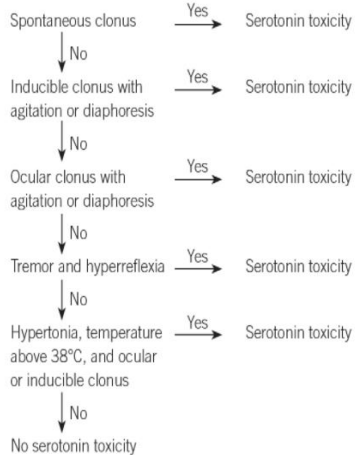 Spontaneous clonus Yes Serotonin toxicity
No
Inducible clonus with Yes Serotonin toxicity
agitation or diaphoresis
No
Ocular clonus with Yes Serotonin toxicity
agitation or diaphoresis
No
Tremor and hyperreflexia Yes Serotonin toxicity
No
Hypertonia, temperature Yes Serotonin toxicity
above 38°C, and ocular
or inducible clonus
No
No serotonin toxicity